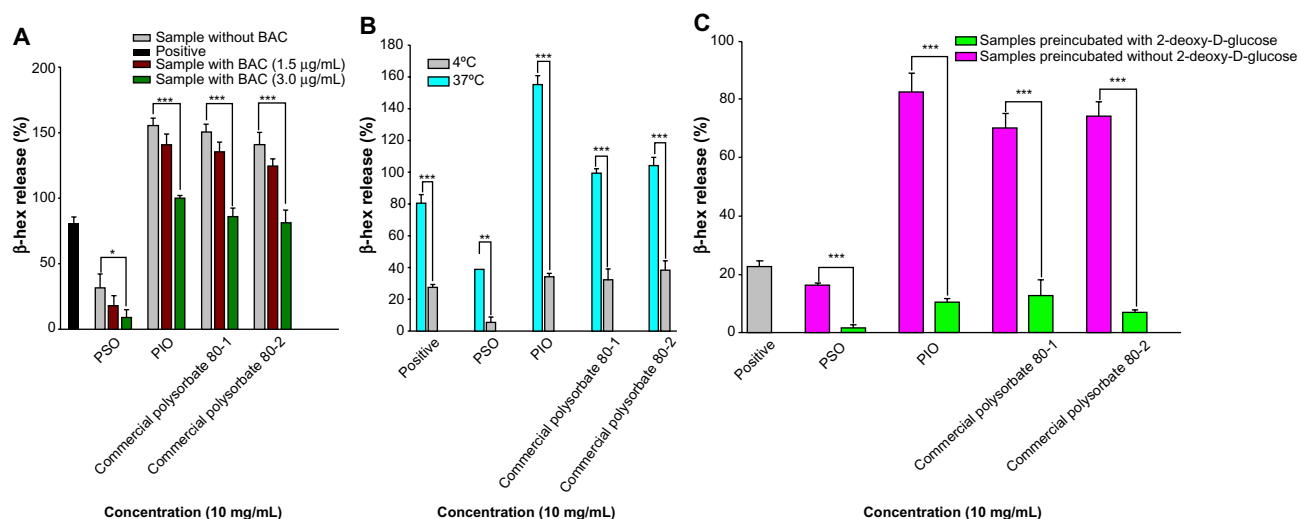 A
Sample without BAC
Positive
Sample with BAC (1.5 μg/mL)
Sample with BAC (3.0 μg/mL)
β-hex release (%)
200
150
100
50
0
***
***
***
*
PSO
PIO
Commercial polysorbate 80-1
Commercial polysorbate 80-2
Concentration (10 mg/mL)
B
4ºC
37ºC
β-hex release (%)
180
160
140
120
100
80
60
40
20
0
***
**
***
***
***
Positive
PSO
PIO
Commercial polysorbate 80-1
Commercial polysorbate 80-2
Concentration (10 mg/mL)
C
Samples preincubated with 2-deoxy-D-glucose
Samples preincubated without 2-deoxy-D-glucose
β-hex release (%)
100
80
60
40
20
0
***
***
***
***
Positive
PSO
PIO
Commercial polysorbate 80-1
Commercial polysorbate 80-2
Concentration (10 mg/mL)